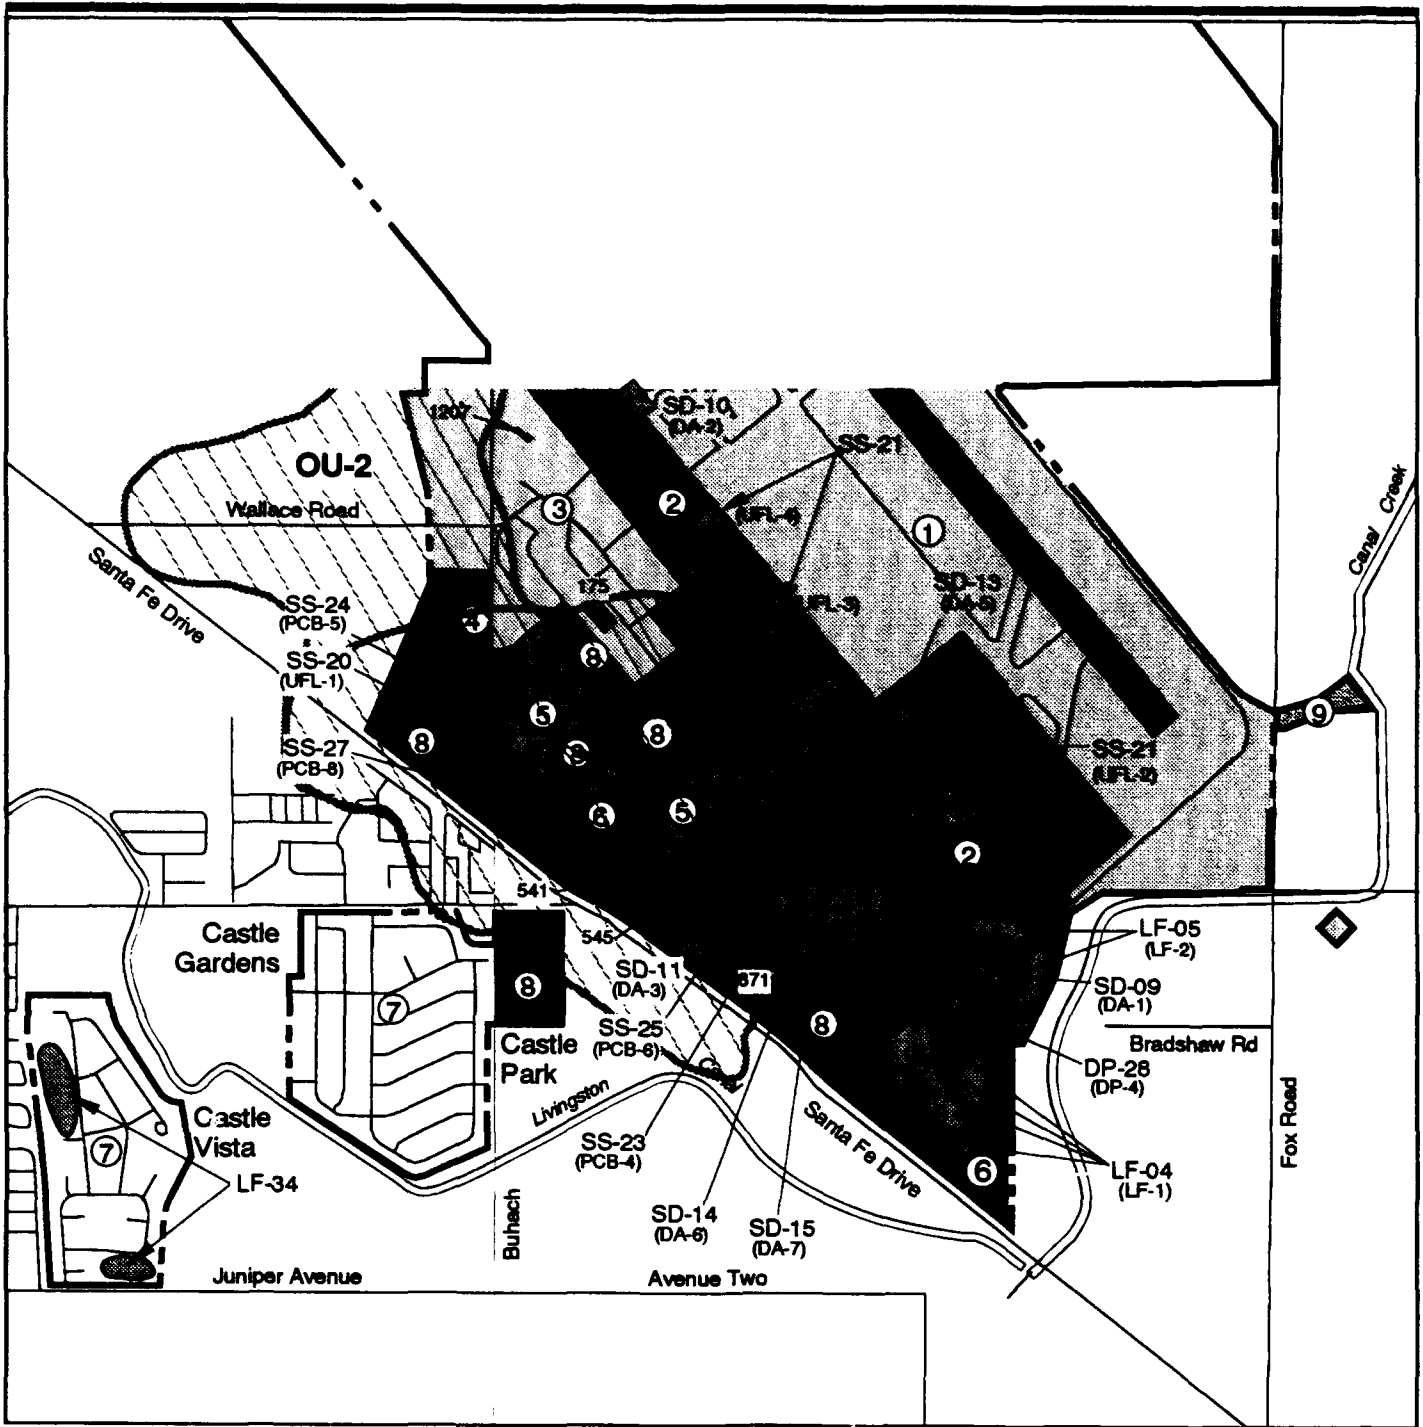 1207
SD-10
(DA-2)
SS-21
OU-2
Wallace Road
3
2
(UFL-4)
1
Canal Creek
Santa Fe Drive
SS-24
(PCB-5)
175
SD-13
4
SS-20
(UFL-1)
8
5
8
8
9
SS-27
(PCB-8)
SS-21
(UFL-2)
6
5
2
541
Castle
Gardens
545
LF-05
(LF-2)
SD-11
(DA-3)
371
SD-09
(DA-1)
8
7
8
SS-25
(PCB-6)
Castle
Park
Bradshaw Rd
DP-28
(DP-4)
Livingston
Canal
Santa Fe Drive
Fox Road
Castle
Vista
7
SS-23
(PCB-4)
6
LF-04
(LF-1)
LF-34
SD-14
(DA-6)
SD-15
(DA-7)
Buhach
Juniper Avenue
Avenue Two